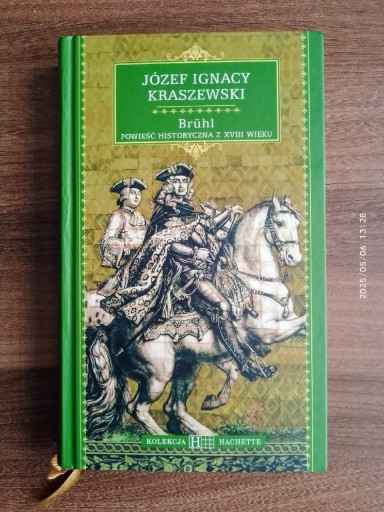 JÓZEF IGNACY
KRASZEWSKI
Brühl
POWIEŚĆ HISTORYCZNA Z XVIII WIEKU
KOLEKCJA H HACHETTE
2025/05/06 13:28